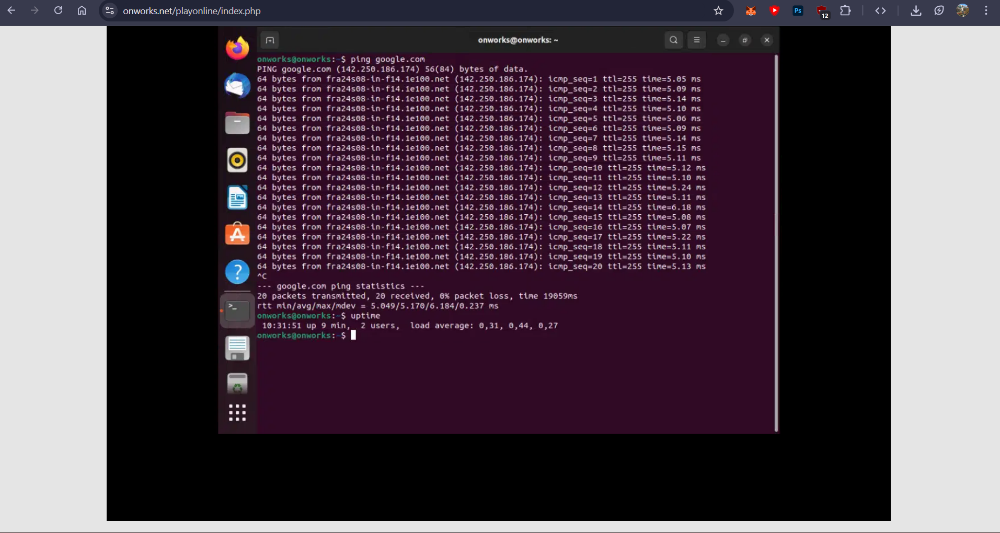 onworks.net/playonline/index.php
Ps
12
onworks@onworks: ~
onworks@onworks:~$ ping google.com
PING google.com (142.250.186.174) 56(84) bytes of data.
64 bytes from fra24s08-in-f14.1e100.net (142.250.186.174): icmp_seq=1 ttl=255 time=5.05 ms
64 bytes from fra24s08-in-f14.1e100.net (142.250.186.174): icmp_seq=2 ttl=255 time=5.09 ms
64 bytes from fra24s08-in-f14.1e100.net (142.250.186.174): icmp_seq=3 ttl=255 time=5.14 ms
64 bytes from fra24s08-in-f14.1e100.net (142.250.186.174): icmp_seq=4 ttl=255 time=5.10 ms
64 bytes from fra24s08-in-f14.1e100.net (142.250.186.174): icmp_seq=5 ttl=255 time=5.06 ms
64 bytes from fra24s08-in-f14.1e100.net (142.250.186.174): icmp_seq=6 ttl=255 time=5.09 ms
64 bytes from fra24s08-in-f14.1e100.net (142.250.186.174): icmp_seq=7 ttl=255 time=5.14 ms
64 bytes from fra24s08-in-f14.1e100.net (142.250.186.174): icmp_seq=8 ttl=255 time=5.15 ms
64 bytes from fra24s08-in-f14.1e100.net (142.250.186.174): icmp_seq=9 ttl=255 time=5.11 ms
64 bytes from fra24s08-in-f14.1e100.net (142.250.186.174): icmp_seq=10 ttl=255 time=5.12 ms
64 bytes from fra24s08-in-f14.1e100.net (142.250.186.174): icmp_seq=11 ttl=255 time=5.10 ms
64 bytes from fra24s08-in-f14.1e100.net (142.250.186.174): icmp_seq=12 ttl=255 time=5.24 ms
64 bytes from fra24s08-in-f14.1e100.net (142.250.186.174): icmp_seq=13 ttl=255 time=5.11 ms
64 bytes from fra24s08-in-f14.1e100.net (142.250.186.174): icmp_seq=14 ttl=255 time=6.18 ms
64 bytes from fra24s08-in-f14.1e100.net (142.250.186.174): icmp_seq=15 ttl=255 time=5.08 ms
64 bytes from fra24s08-in-f14.1e100.net (142.250.186.174): icmp_seq=16 ttl=255 time=5.07 ms
64 bytes from fra24s08-in-f14.1e100.net (142.250.186.174): icmp_seq=17 ttl=255 time=5.22 ms
64 bytes from fra24s08-in-f14.1e100.net (142.250.186.174): icmp_seq=18 ttl=255 time=5.11 ms
64 bytes from fra24s08-in-f14.1e100.net (142.250.186.174): icmp_seq=19 ttl=255 time=5.10 ms
64 bytes from fra24s08-in-f14.1e100.net (142.250.186.174): icmp_seq=20 ttl=255 time=5.13 ms
^C
--- google.com ping statistics ---
20 packets transmitted, 20 received, 0% packet loss, time 19059ms
rtt min/avg/max/mdev = 5.049/5.170/6.184/0.237 ms
onworks@onworks:~$ uptime
10:31:51 up 9 min,  2 users,  load average: 0,31, 0,44, 0,27
onworks@onworks:~$